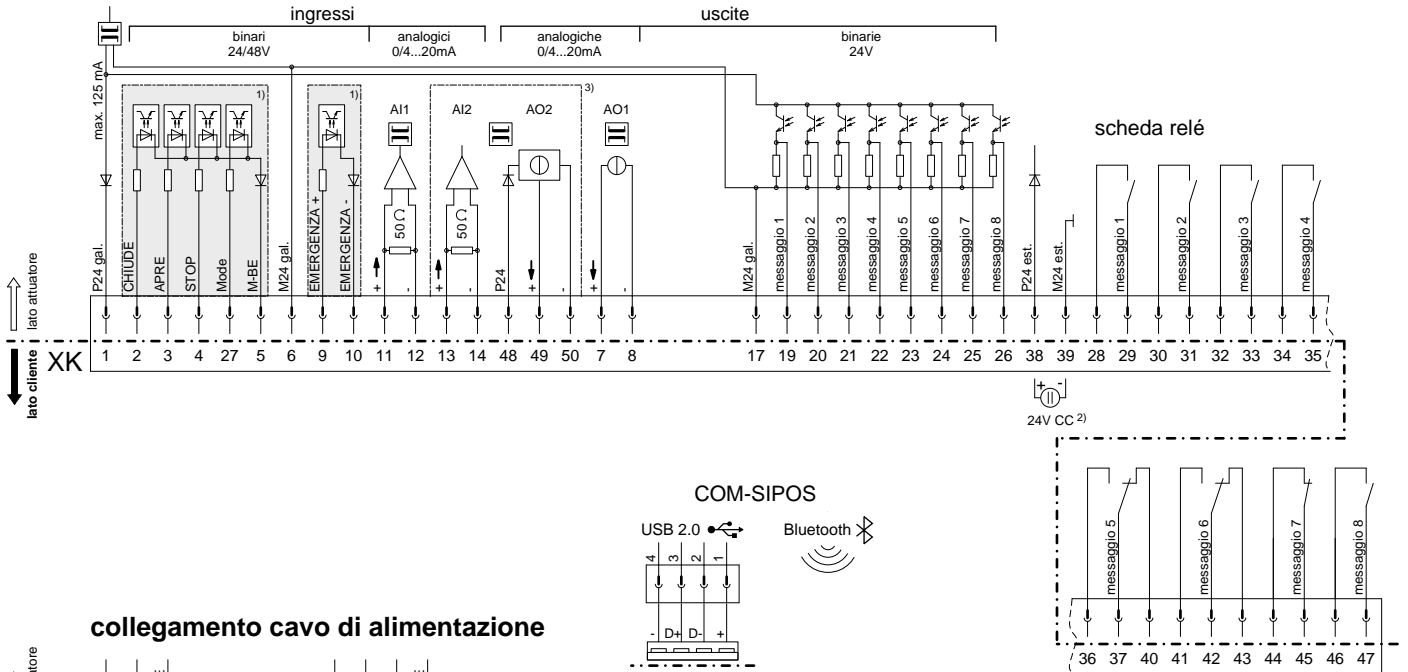 ingressi
uscite
binari
24/48V
analogici
0/4...20mA
analogiche
0/4...20mA
binarie
24V
max. 125 mA
1)
1)
3)
AI1
AI2
AO2
AO1
scheda relé
50 Ω
50 Ω
P24 gal.
CHIUDE
APRE
STOP
Mode
M-BE
M24 gal.
EMERGENZA +
EMERGENZA -
+
-
+
-
P24
+
-
+
-
M24 gal.
messaggio 1
messaggio 2
messaggio 3
messaggio 4
messaggio 5
messaggio 6
messaggio 7
messaggio 8
P24 est.
M24 est.
messaggio 1
messaggio 2
messaggio 3
messaggio 4
lato attuatore
lato cliente
XK
1 2 3 4 27 5 6 9 10 11 12 13 14 48 49 50 7 8 17 19 20 21 22 23 24 25 26 38 39 28 29 30 31 32 33 34 35
+ -
24V CC 2)
COM-SIPOS
USB 2.0
Bluetooth
4 3 2 1
- D+ D- +
messaggio 5
messaggio 6
messaggio 7
messaggio 8
36 37 40 41 42 43 44 45 46 47
collegamento cavo di alimentazione